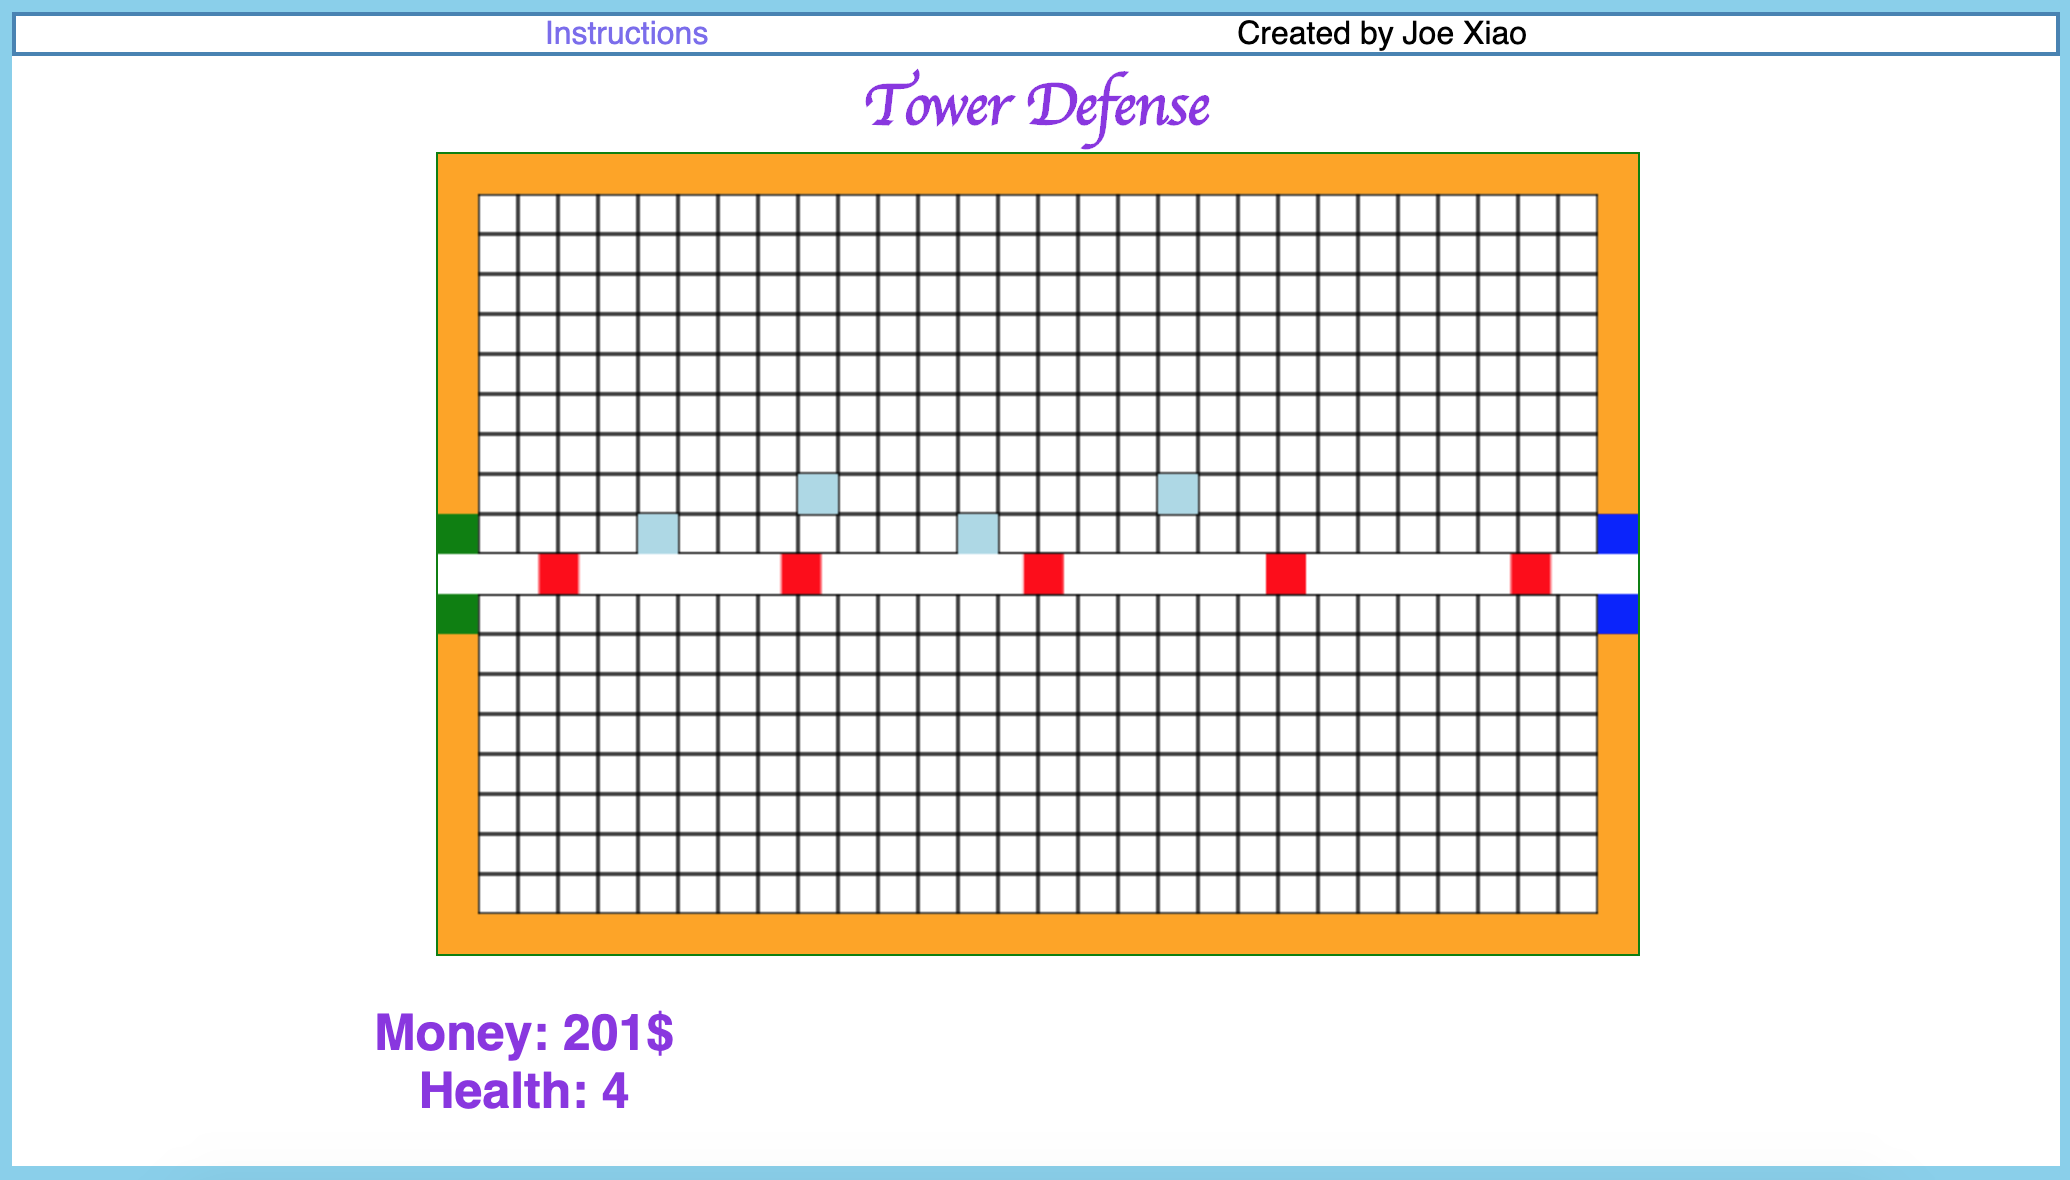 Instructions
Created by Joe Xiao
Tower Defense
Money: 201$
Health: 4